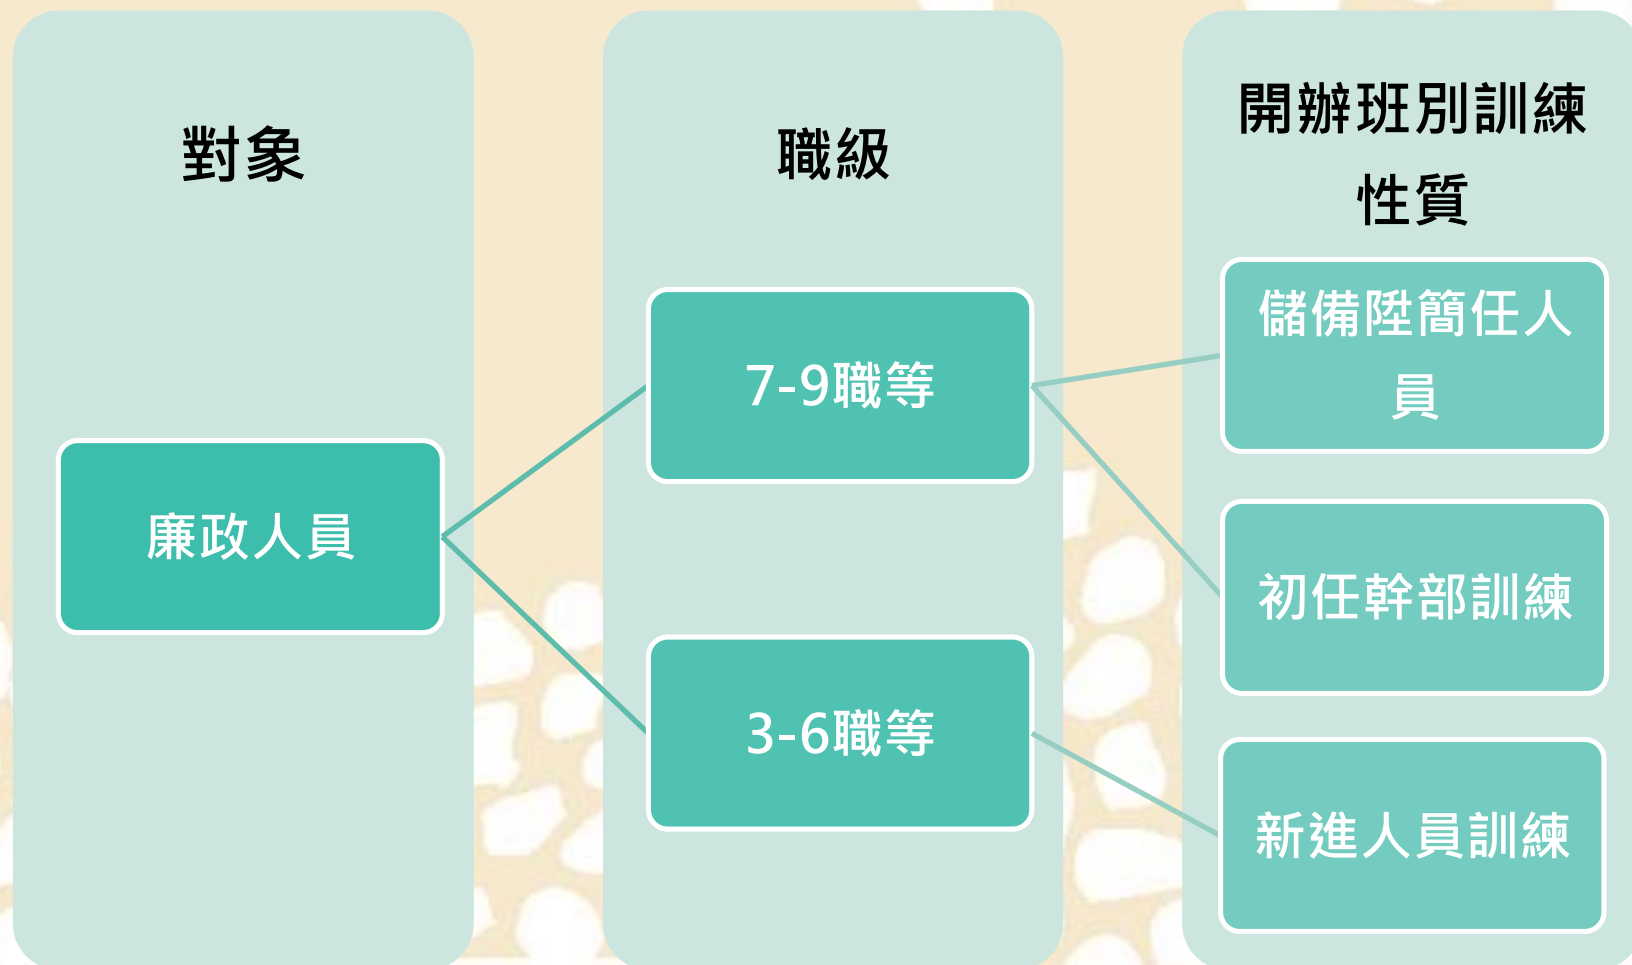 對象
職級
開辦班別訓練
性質
廉政人員
7-9職等
3-6職等
儲備陞簡任人
員
初任幹部訓練
新進人員訓練